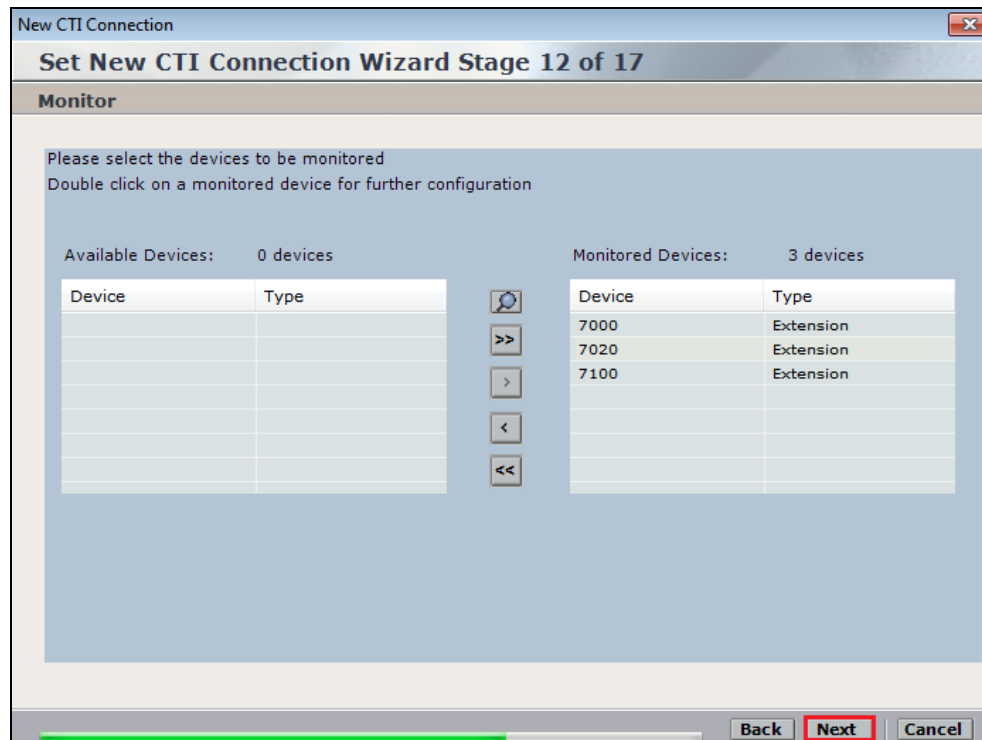 New CTI Connection
Set New CTI Connection Wizard Stage 12 of 17
Monitor
Please select the devices to be monitored
Double click on a monitored device for further configuration
Available Devices: 0 devices
Device Type
>>
>
<
<<
Monitored Devices: 3 devices
Device Type
7000 Extension
7020 Extension
7100 Extension
Back Next Cancel